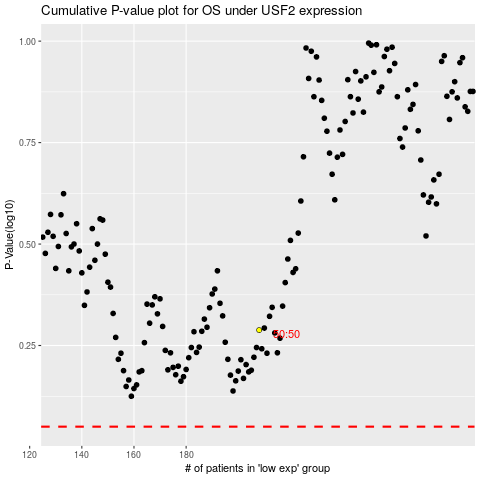 Cumulative P-value plot for OS under USF2 expression
P-Value(log10)
1.00
0.75
0.50
0.25
50:50
120 140 160 180
# of patients in 'low exp' group